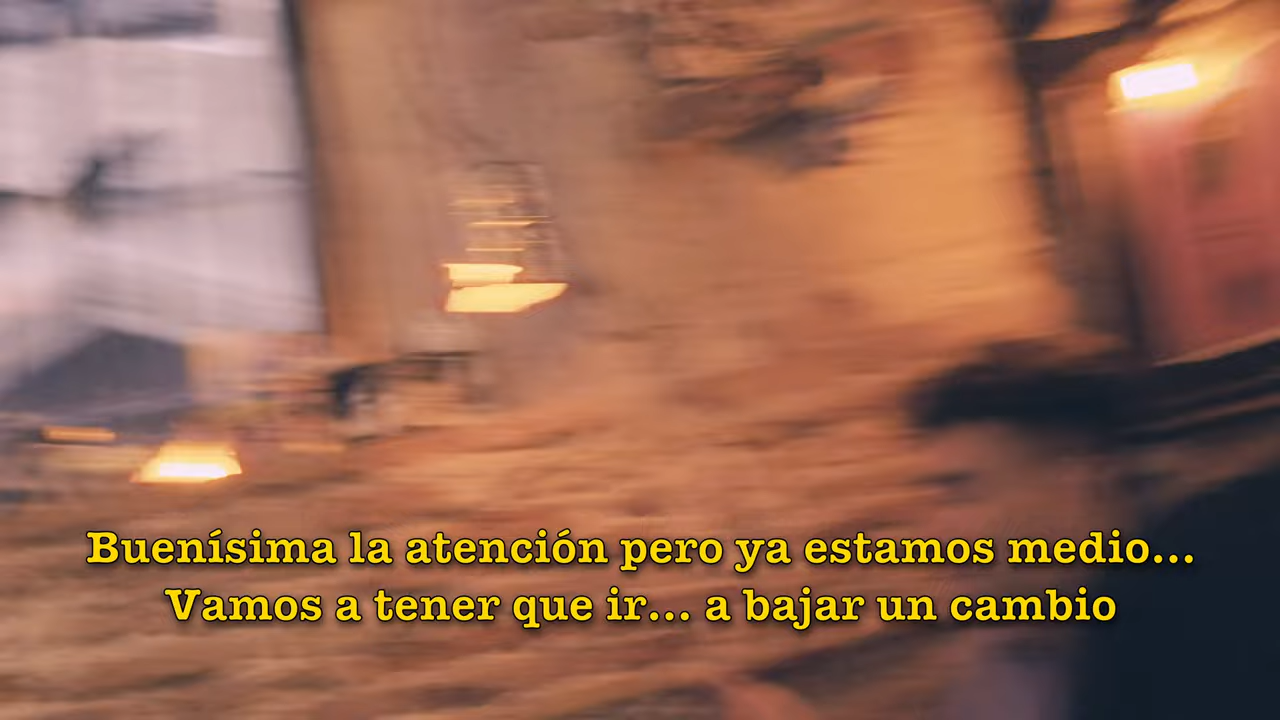 Buenísima la atención pero ya estamos medio...
Vamos a tener que ir... a bajar un cambio